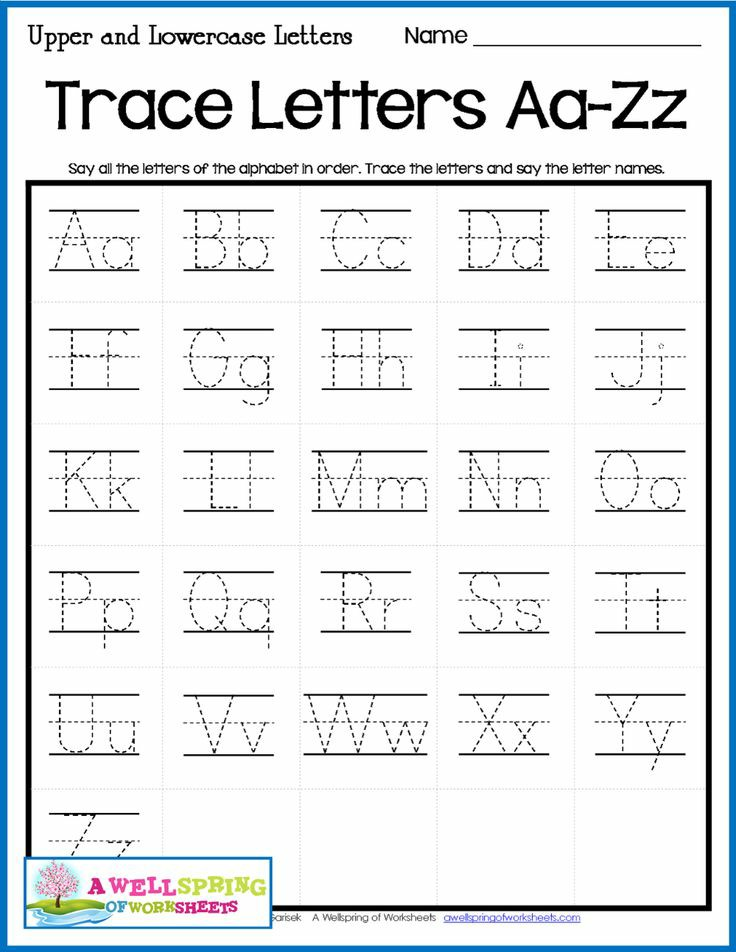 Upper and Lowercase Letters Name
Trace Letters Aa-Zz
Say all the letters of the alphabet in order. Trace the letters and say the letter names.
Aa Bb Cc Dd Ee
Ff Gg Hh Ii Jj
Kk Ll Mm Nn Oo
Pp Qq Rr Ss Tt
Uu Vv Ww Xx Yy
Zz
A WELLSPRING
OF WORKSHEETS
Garisek A Wellspring of Worksheets awellspringofworksheets.com